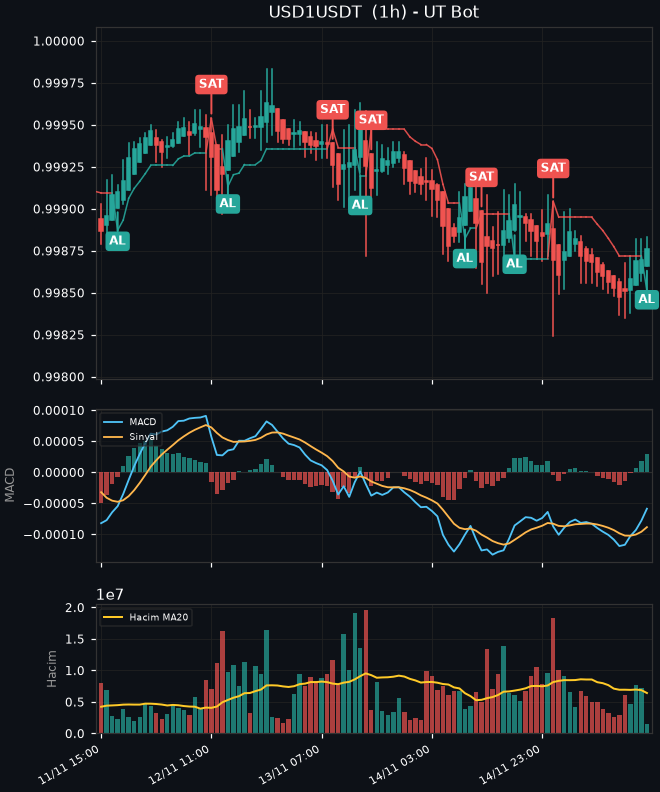 USD1USDT  (1h) - UT Bot
1.00000
0.99975
0.99950
0.99925
0.99900
0.99875
0.99850
0.99825
0.99800
SAT
SAT
SAT
SAT
SAT
AL
AL
AL
AL
AL
AL
MACD
0.00010
0.00005
0.00000
−0.00005
−0.00010
MACD
Sinyal
Hacim
1e7
2.0
1.5
1.0
0.5
0.0
Hacim MA20
11/11 15:00
12/11 11:00
13/11 07:00
14/11 03:00
14/11 23:00